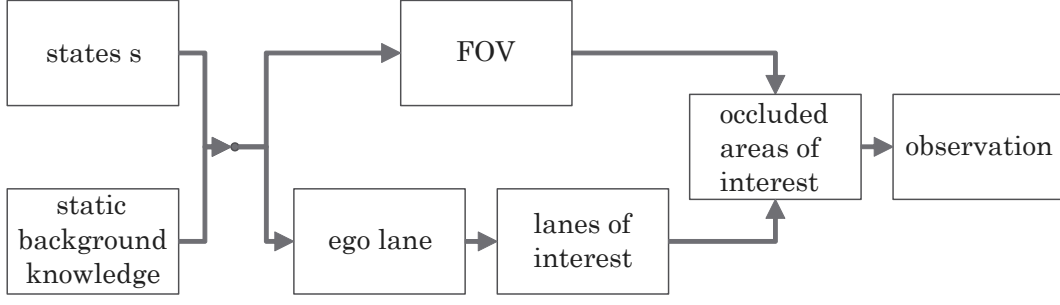 states s
FOV
occluded
areas of
interest
observation
static
background
knowledge
ego lane
lanes of
interest